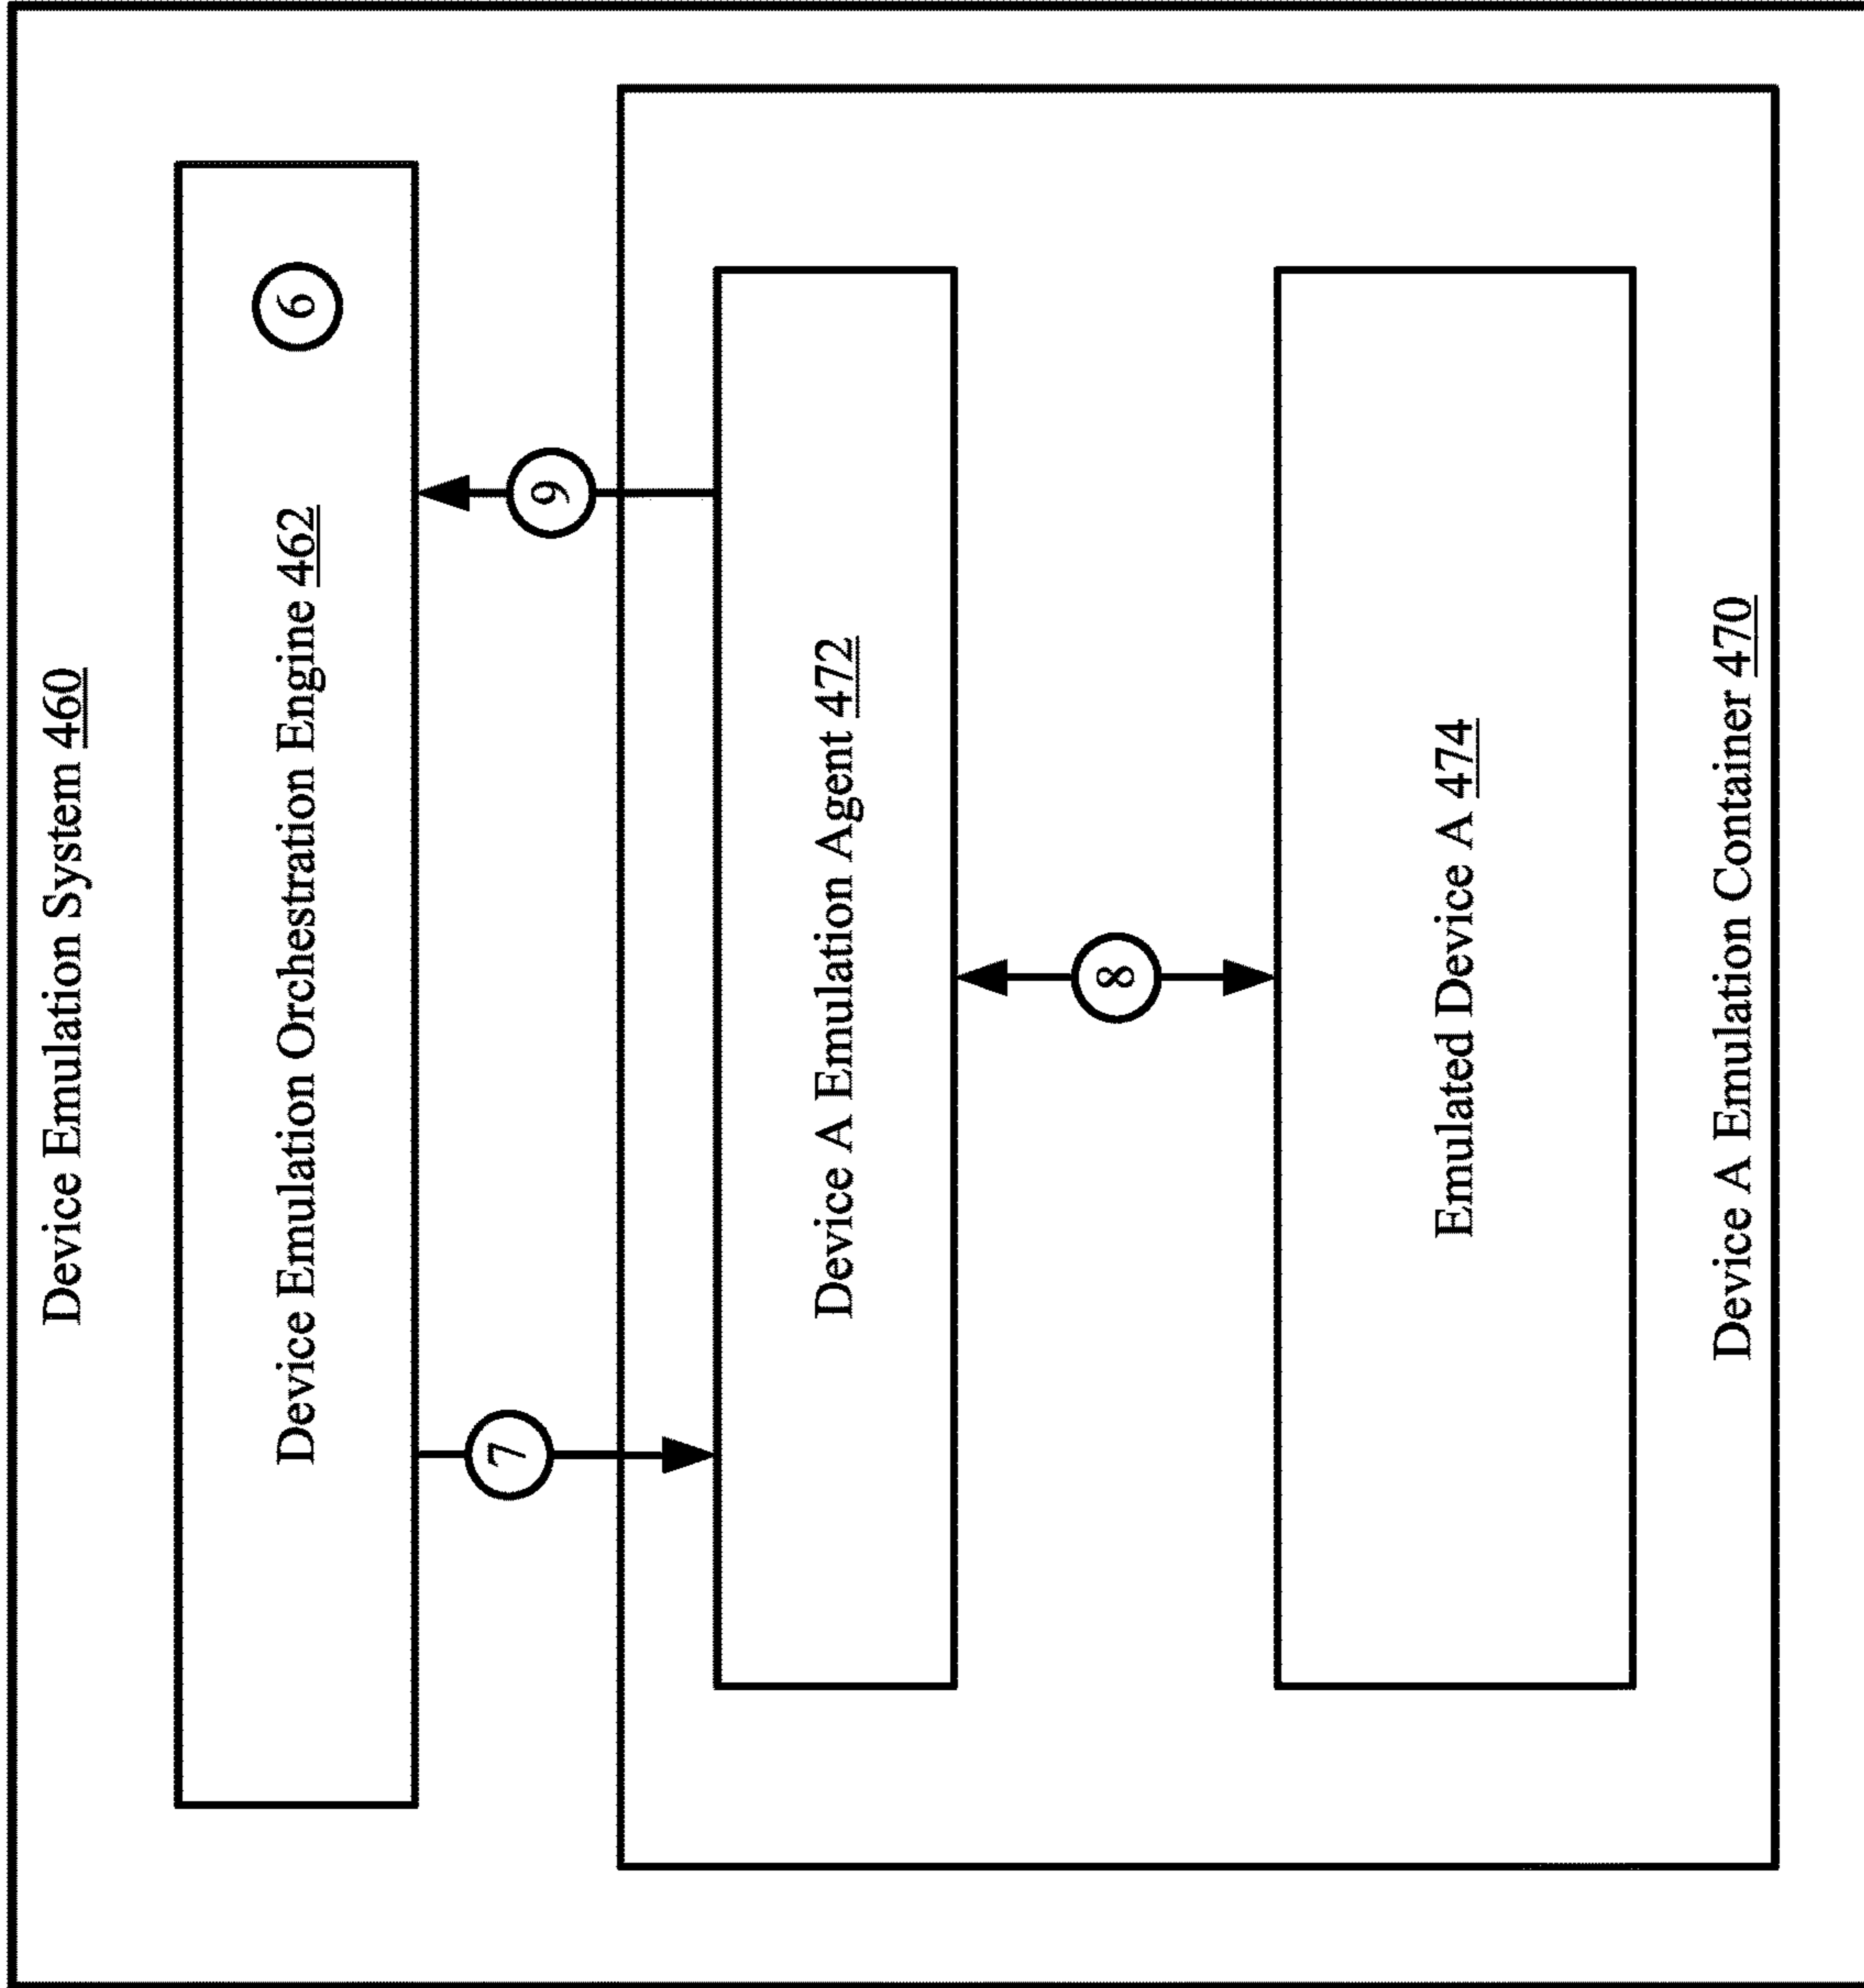 Device Emulation System 460
Device Emulation Orchestration Engine 462
6
7
9
Device A Emulation Agent 472
8
Emulated Device A 474
Device A Emulation Container 470